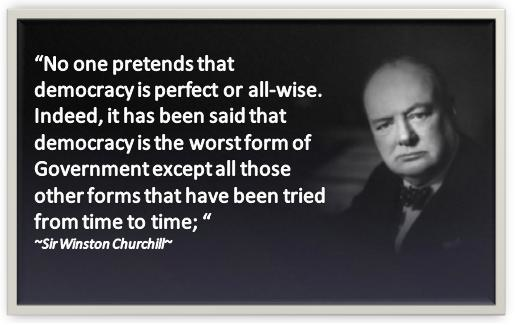 “No one pretends that
democracy is perfect or all-wise.
Indeed, it has been said that
democracy is the worst form of
Government except all those
other forms that have been tried
from time to time; “
~Sir Winston Churchill~